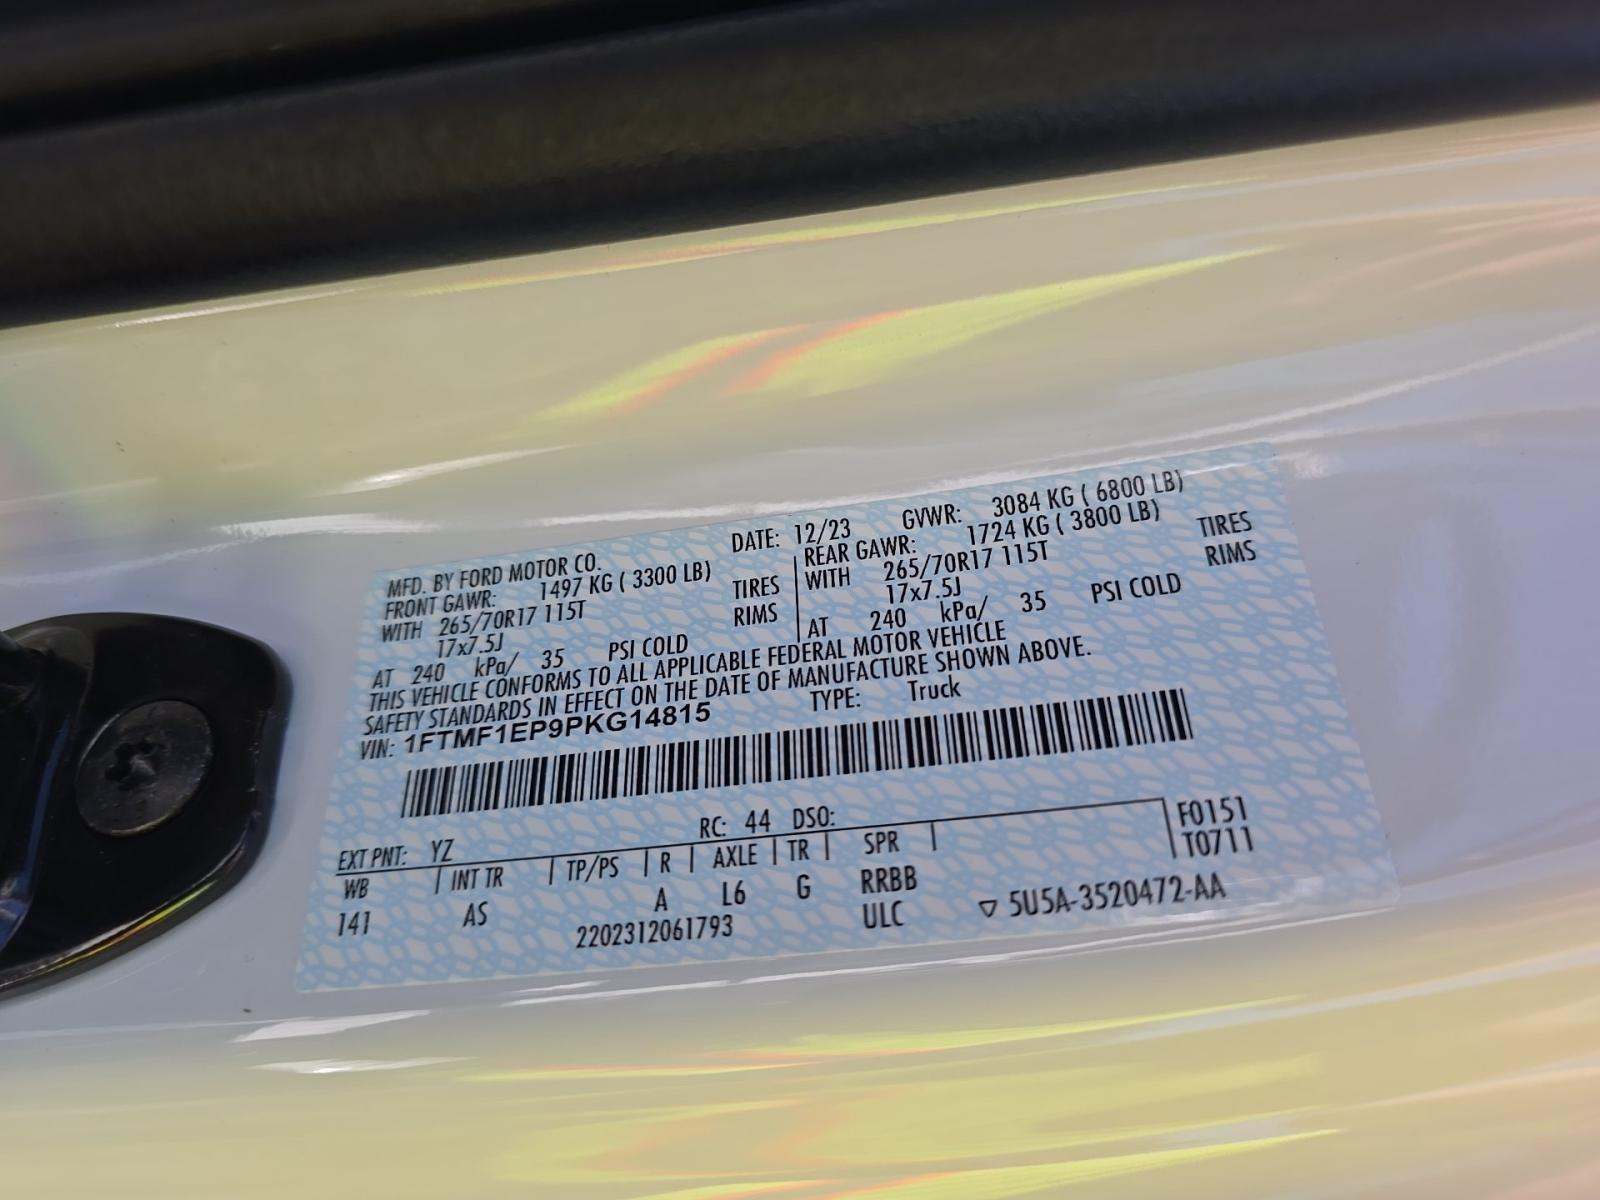 MFD. BY FORD MOTOR CO.
DATE: 12/23 GVWR: 3084 KG ( 6800 LB)
FRONT GAWR: 1497 KG ( 3300 LB)
REAR GAWR: 1724 KG ( 3800 LB)
WITH 265/70R17 115T TIRES
WITH 265/70R17 115T TIRES
17x7.5J RIMS
17x7.5J RIMS
AT 240 kPa/ 35 PSI COLD
AT 240 kPa/ 35 PSI COLD
THIS VEHICLE CONFORMS TO ALL APPLICABLE FEDERAL MOTOR VEHICLE
SAFETY STANDARDS IN EFFECT ON THE DATE OF MANUFACTURE SHOWN ABOVE.
VIN: 1FTMF1EP9PKG14815 TYPE: Truck
EXT PNT: YZ RC: 44 DSO:
F0151
T0711
WB INT TR TP/PS R AXLE TR SPR
141 AS A L6 G RRBB
2202312061793 ULC ▽ 5U5A-3520472-AA